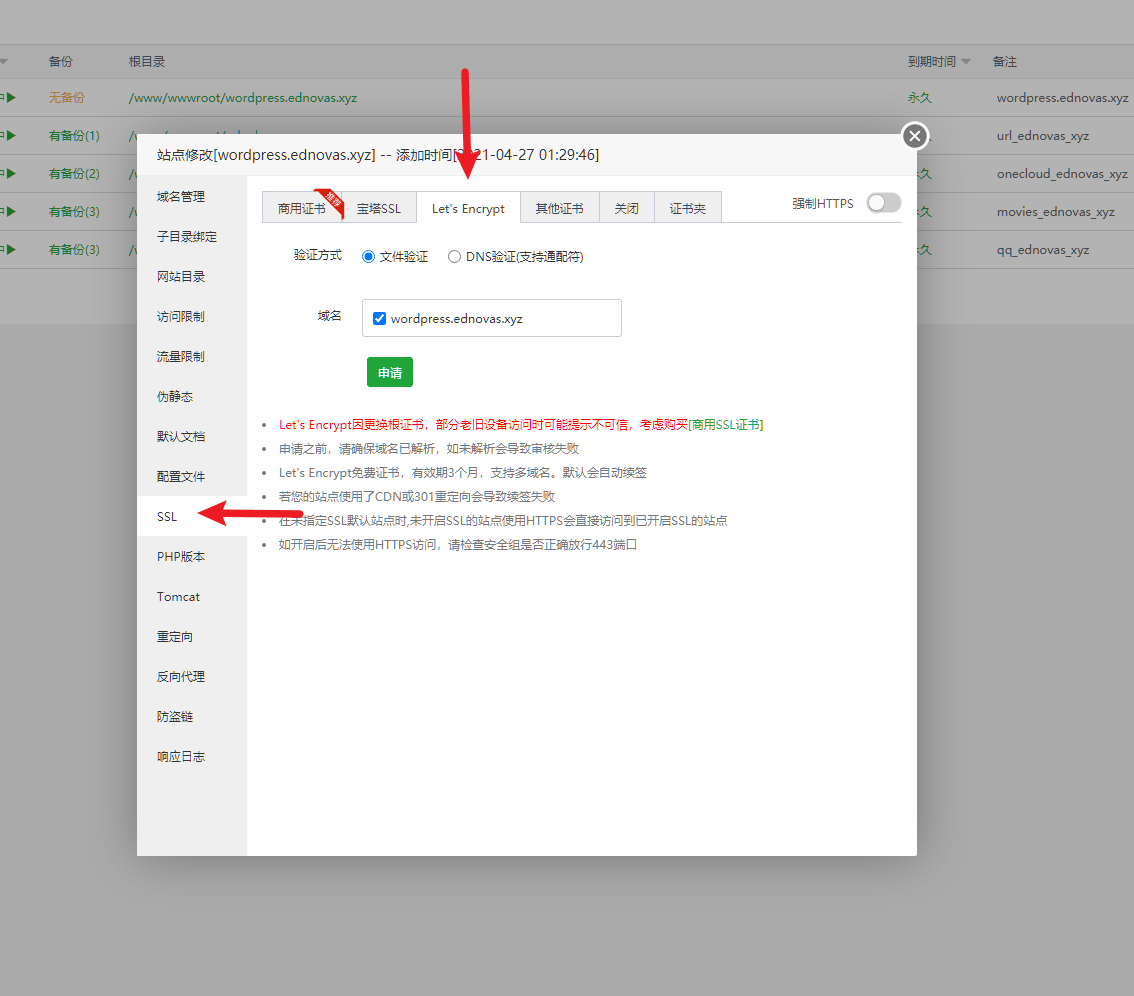 备份 根目录 到期时间 备注
无备份 /www/wwwroot/wordpress.ednovas.xyz 永久 wordpress.ednovas.xyz
有备份(1) url_ednovas_xyz
有备份(2) onecloud_ednovas_xyz
有备份(3) movies_ednovas_xyz
有备份(3) qq_ednovas_xyz
站点修改[wordpress.ednovas.xyz] -- 添加时间[2021-04-27 01:29:46]
域名管理
子目录绑定
网站目录
访问限制
流量限制
伪静态
默认文档
配置文件
SSL
PHP版本
Tomcat
重定向
反向代理
防盗链
响应日志
商用证书 推荐 宝塔SSL Let's Encrypt 其他证书 关闭 证书夹 强制HTTPS
验证方式 文件验证 DNS验证(支持通配符)
域名 wordpress.ednovas.xyz
申请
Let's Encrypt因更换根证书，部分老旧设备访问时可能提示不可信，考虑购买[商用SSL证书]
申请之前，请确保域名已解析，如未解析会导致审核失败
Let's Encrypt免费证书，有效期3个月，支持多域名。默认会自动续签
若您的站点使用了CDN或301重定向会导致续签失败
在未指定SSL默认站点时,未开启SSL的站点使用HTTPS会直接访问到已开启SSL的站点
如开启后无法使用HTTPS访问，请检查安全组是否正确放行443端口